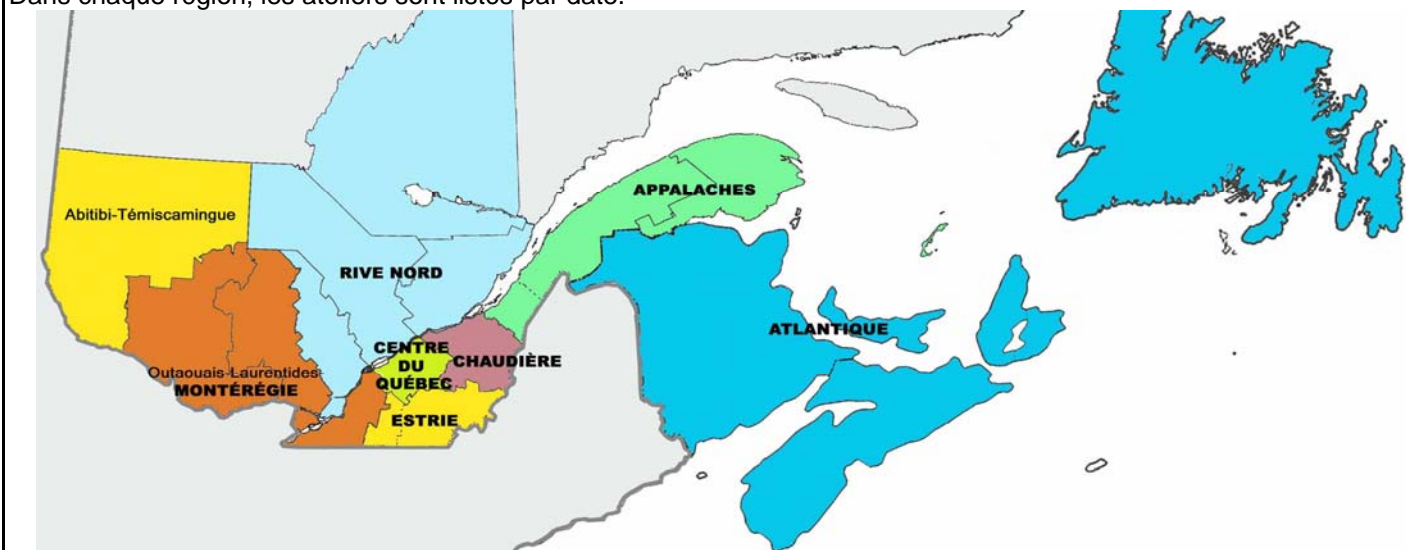 Dans chaque région, les ateliers sont listés par date.
APPALACHES
Abitibi-Témiscamingue
RIVE NORD
ATLANTIQUE
CENTRE
DU
QUÉBEC
CHAUDIÈRE
Outaouais-Laurentides
MONTÉRÉGIE
ESTRIE